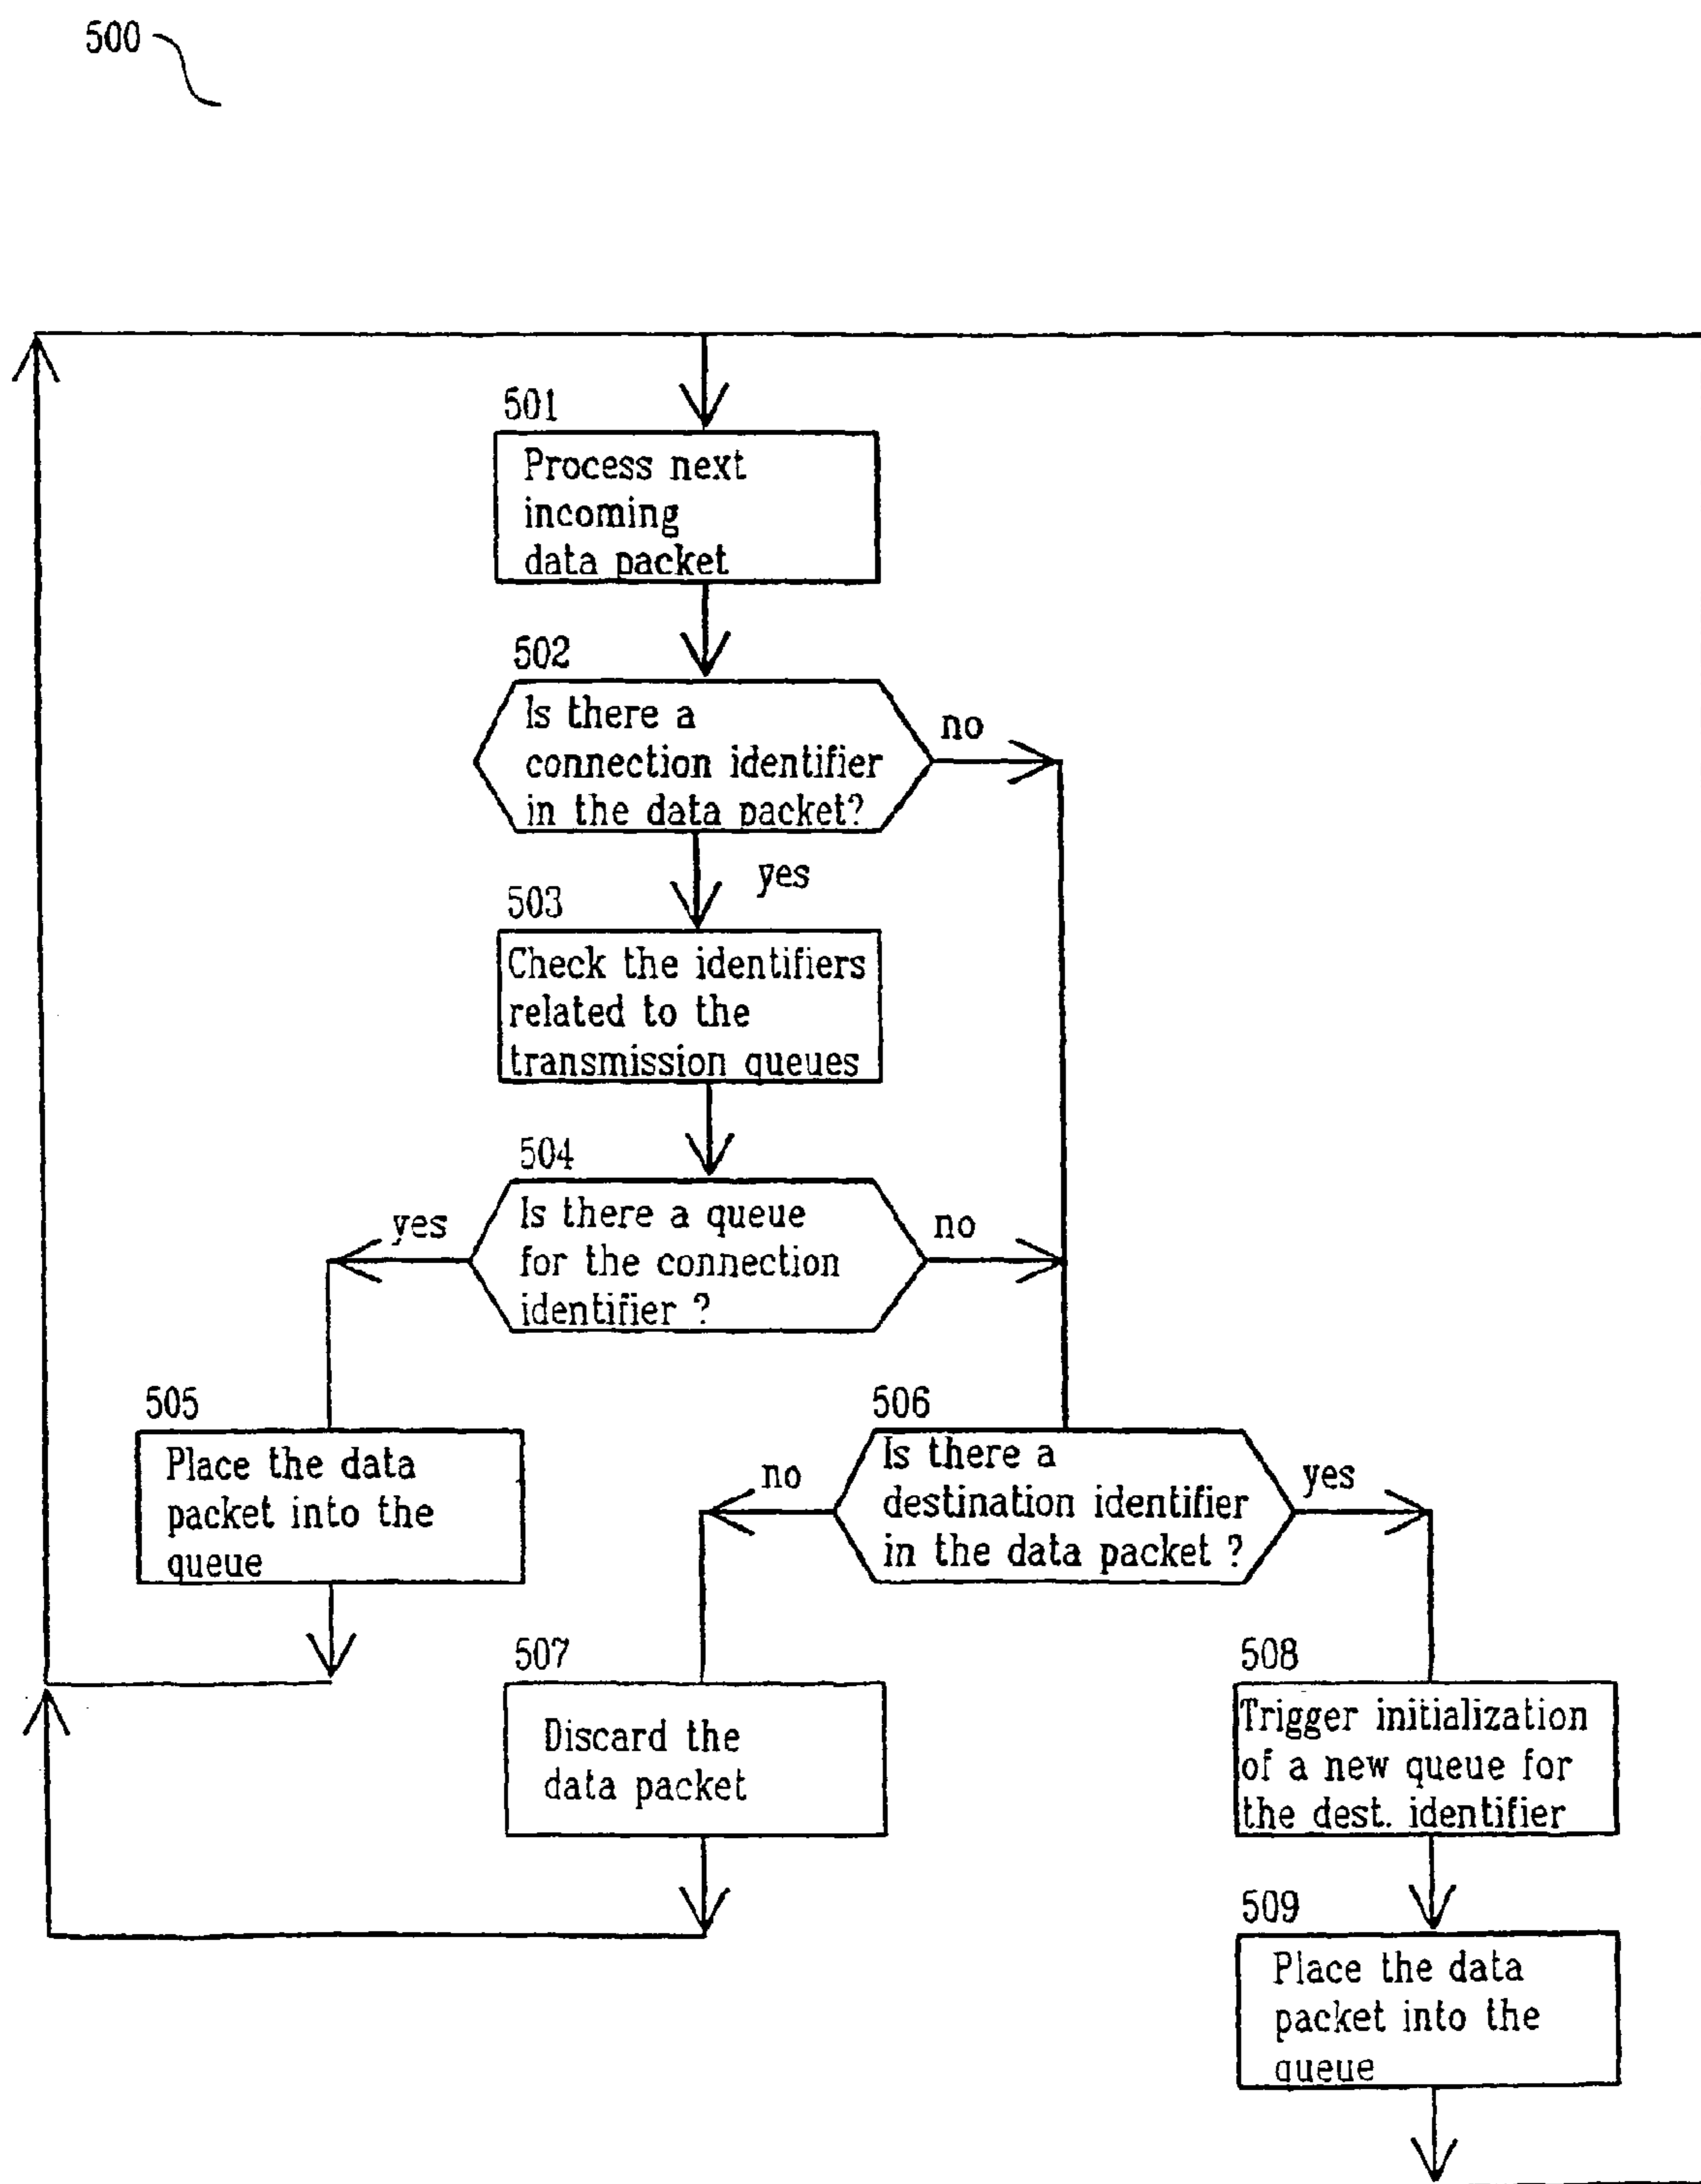 500
501
Process next
incoming
data packet
502
Is there a
connection identifier
in the data packet?
no
yes
503
Check the identifiers
related to the
transmission queues
504
Is there a queue
for the connection
identifier ?
yes
no
505
Place the data
packet into the
queue
506
Is there a
destination identifier
in the data packet ?
no
yes
507
Discard the
data packet
508
Trigger initialization
of a new queue for
the dest. identifier
509
Place the data
packet into the
queue